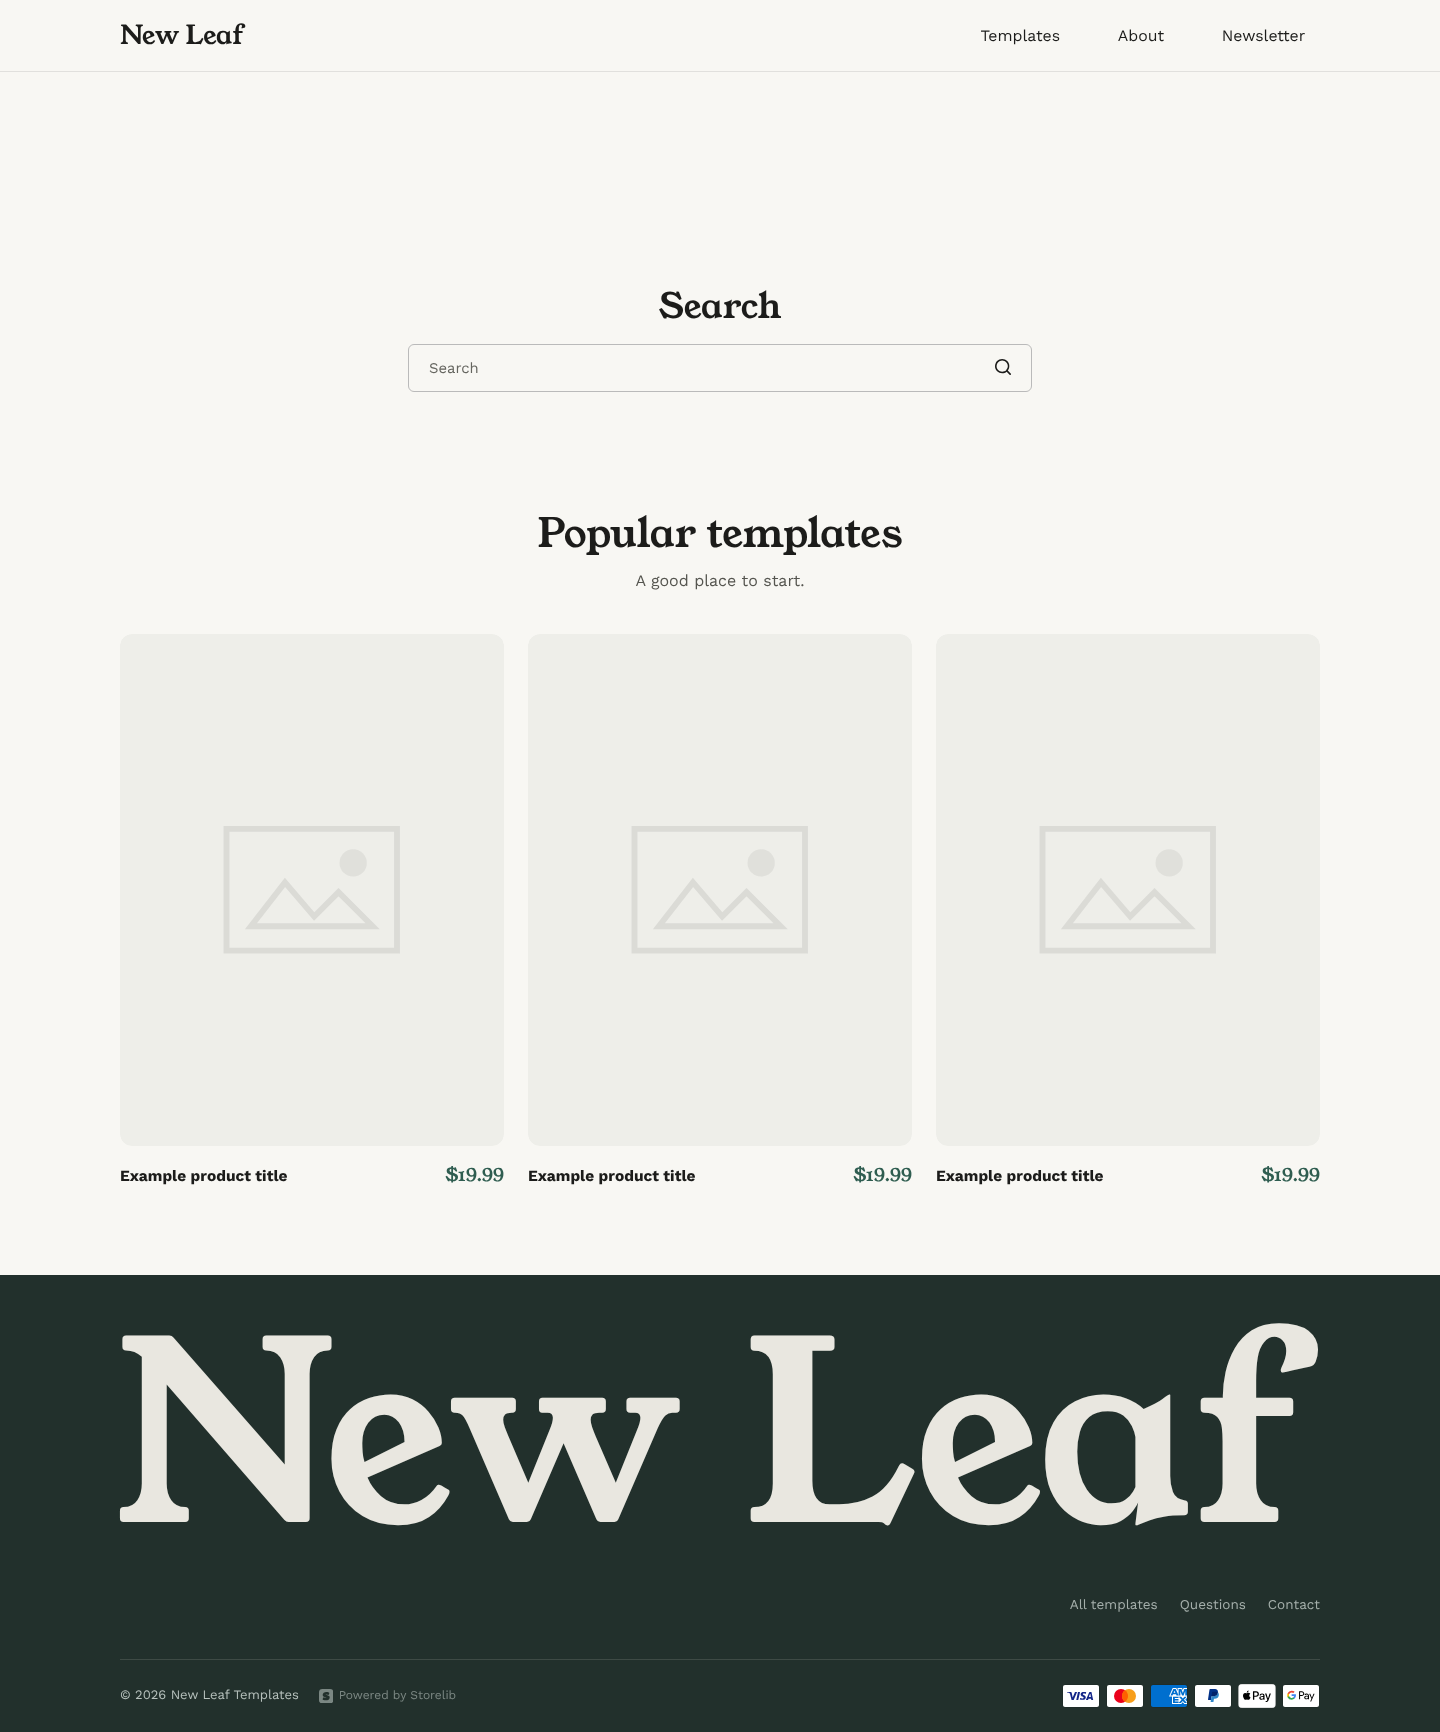 New Leaf
Templates About Newsletter
Search
Search
Popular templates
A good place to start.
Example product title $19.99 Example product title $19.99 Example product title $19.99
New Leaf
All templates Questions Contact
© 2026 New Leaf Templates S Powered by Storelib VISA AMEX Pay G Pay